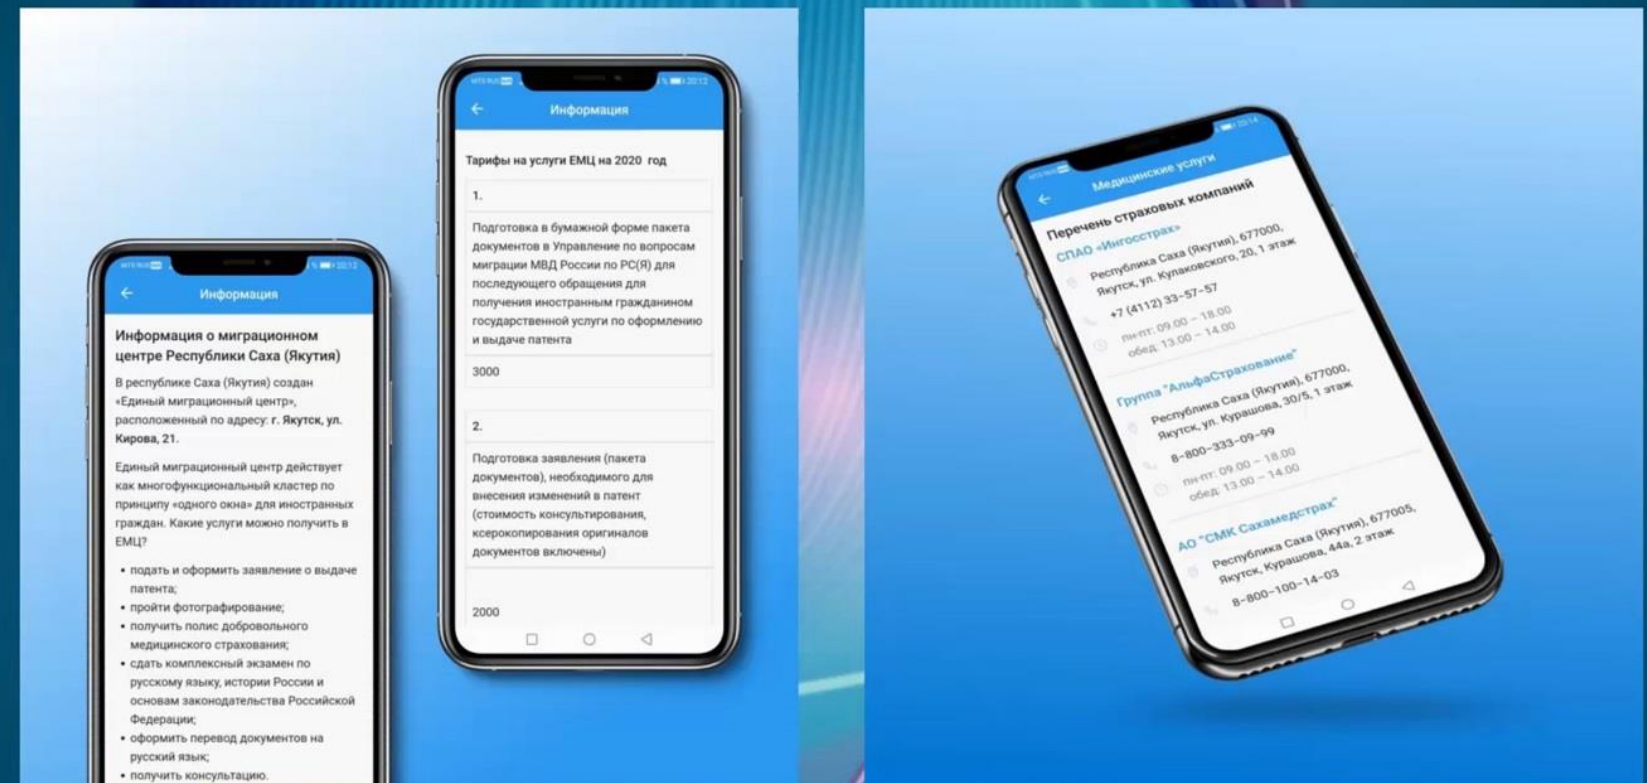 Информация
Информация о миграционном
центре Республики Саха (Якутия)
В республике Саха (Якутия) создан
«Единый миграционный центр»,
расположенный по адресу: г. Якутск, ул.
Кирова, 21.
Единый миграционный центр действует
как многофункциональный кластер по
принципу «одного окна» для иностранных
граждан. Какие услуги можно получить в
ЕМЦ?
• подать и оформить заявление о выдаче
патента;
• пройти фотографирование;
• получить полис добровольного
медицинского страхования;
• сдать комплексный экзамен по
русскому языку, истории России и
основам законодательства Российской
Федерации;
• оформить перевод документов на
русский язык;
• получить консультацию.
20:12
Информация
Тарифы на услуги ЕМЦ на 2020 год
1.
Подготовка в бумажной форме пакета
документов в Управление по вопросам
миграции МВД России по РС(Я) для
последующего обращения для
получения иностранным гражданином
государственной услуги по оформлению
и выдаче патента
3000
2.
Подготовка заявления (пакета
документов), необходимого для
внесения изменений в патент
(стоимость консультирования,
ксерокопирования оригиналов
документов включены)
2000
20:14
Медицинские услуги
Перечень страховых компаний
СПАО «Ингосстрах»
Республика Саха (Якутия), 677000,
Якутск, ул. Кулаковского, 20, 1 этаж
+7 (4112) 33-57-57
пн-пт: 09.00 – 18.00
обед: 13.00 – 14.00
Группа "АльфаСтрахование"
Республика Саха (Якутия), 677000,
Якутск, ул. Курашова, 30/5, 1 этаж
8-800-333-09-99
пн-пт: 09.00 – 18.00
обед: 13.00 – 14.00
АО "СМК Сахамедстрах"
Республика Саха (Якутия), 677005,
Якутск, Курашова, 44а, 2 этаж
8-800-100-14-03